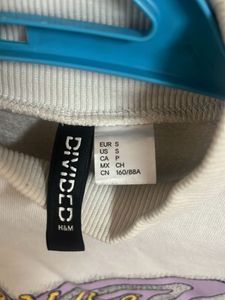 DIVIDED
H&M
EUR S
US S
CA P
MX CH
CN 160/88A